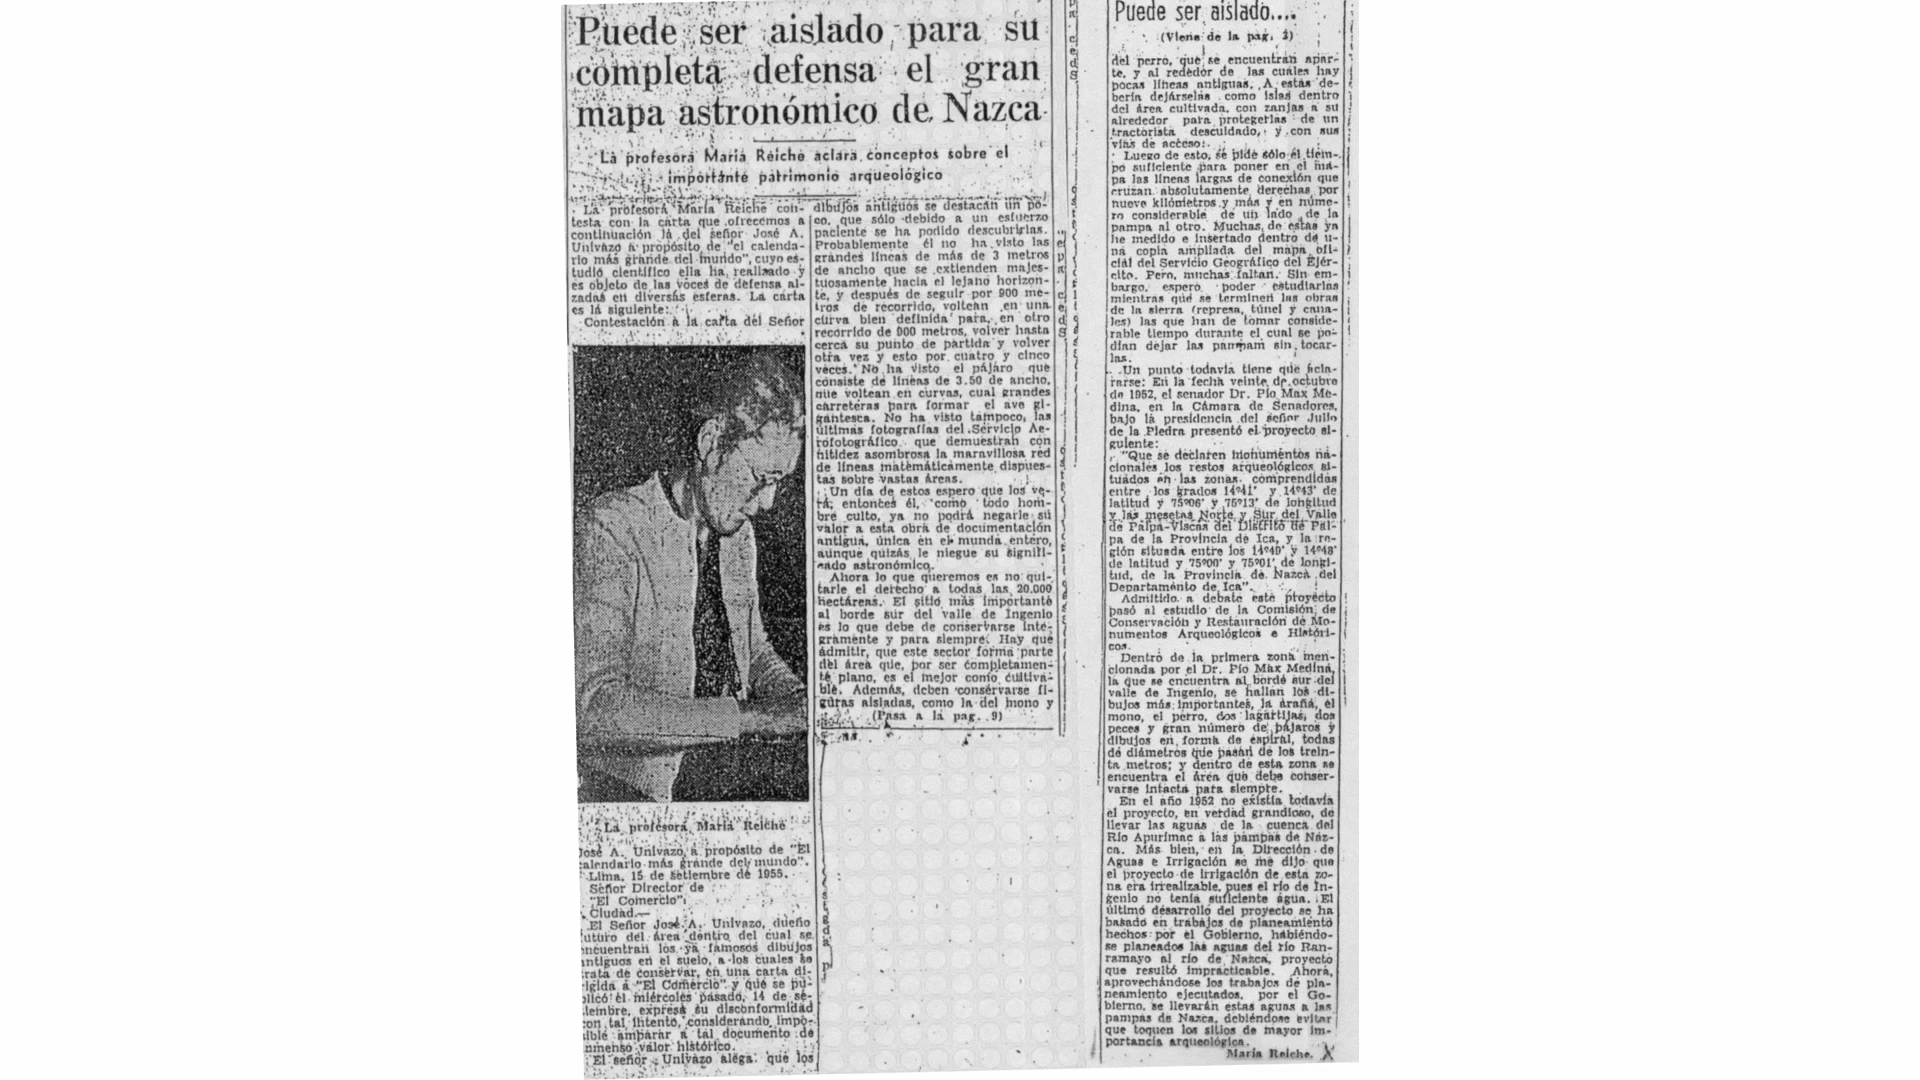 Puede ser aislado para su
completa defensa el gran
mapa astronómico de Nazca
La profesora María Reiche aclara conceptos sobre el
importante patrimonio arqueológico
La profesora María Reiche con-
testa con la carta que ofrecemos a
continuación la del señor José A.
Univazo a propósito de "el calenda-
rio más grande del mundo", cuyo es-
tudio científico ella ha realizado y
es objeto de las voces de defensa al-
zadas en diversas esferas. La carta
es la siguiente:
Contestación a la carta del Señor
La profesora María Reiche
José A. Univazo a propósito de "El
calendario más grande del mundo".
Lima, 15 de setiembre de 1955.
Señor Director de
"El Comercio"
Ciudad.—
El Señor José A. Univazo, dueño
futuro del área dentro del cual se
encuentran los ya famosos dibujos
antiguos en el suelo, a los cuales se
trata de conservar, en una carta di-
rigida a "El Comercio" y que se pu-
blicó el miércoles pasado, 14 de se-
tiembre, expresa su disconformidad
con tal intento, considerando impo-
sible amparar a tal documento de
inmenso valor histórico.
El señor Univazo alega que los
dibujos antiguos se destacan un po-
co, que sólo debido a un esfuerzo
paciente se ha podido descubrirlas.
Probablemente él no ha visto las
grandes líneas de más de 3 metros
de ancho que se extienden majes-
tuosamente hacia el lejano horizon-
te, y después de seguir por 900 me-
tros de recorrido, voltean en una
curva bien definida para, en otro
recorrido de 900 metros, volver hasta
cerca su punto de partida y volver
otra vez y esto por cuatro y cinco
veces. No ha visto el pájaro que
consiste de líneas de 3.50 de ancho,
que voltean en curvas, cual grandes
carreteras para formar el ave gi-
gantesca. No ha visto tampoco, las
últimas fotografías del Servicio Ae-
rofotográfico que demuestran con
nitidez asombrosa la maravillosa red
de líneas matemáticamente dispues-
tas sobre vastas áreas.
Un día de estos espero que los ve-
rá; entonces él, como todo hom-
bre culto, ya no podrá negarle su
valor a esta obra de documentación
antigua, única en el mundo entero,
aunque quizás le niegue su signifi-
cado astronómico.
Ahora lo que queremos es no qui-
tarle el derecho a todas las 20.000
hectáreas. El sitio más importante
al borde sur del valle de Ingenio
es lo que debe de conservarse inte-
gramente y para siempre. Hay que
admitir, que este sector forma parte
del área que, por ser completamen-
te plano, es el mejor como cultiva-
ble. Además, deben conservarse fi-
guras aisladas, como la del mono y
(Pasa a la pag. 9)
Puede ser aislado....
(Viene de la pag. 3)
del perro, que se encuentran apar-
te, y al rededor de las cuales hay
pocas líneas antiguas. A estas de-
bería dejárselas como islas dentro
del área cultivada, con zanjas a su
alrededor para protegerlas de un
tractorista descuidado, y con sus
vías de acceso.
Luego de esto, se pide sólo el tiem-
po suficiente para poner en el ma-
pa las líneas largas de conexión que
cruzan absolutamente derechas por
nueve kilómetros y más y en núme-
ro considerable de un lado de la
pampa al otro. Muchas de estas ya
he medido e insertado dentro de u-
na copia ampliada del mapa ofi-
cial del Servicio Geográfico del Ejér-
cito. Pero, muchas faltan. Sin em-
bargo, espero poder estudiarlas
mientras que se terminen las obras
de la sierra (represa, túnel y cana-
les) las que han de tomar conside-
rable tiempo durante el cual se po-
dían dejar las pampam sin tocar-
las.
Un punto todavía tiene que acla-
rarse: En la fecha veinte de octubre
de 1952, el senador Dr. Pío Max Me-
dina, en la Cámara de Senadores,
bajo la presidencia del señor Julio
de la Piedra presentó el proyecto si-
guiente:
"Que se declaren monumentos na-
cionales los restos arqueológicos si-
tuados en las zonas comprendidas
entre los grados 14°41' y 14°43' de
latitud y 75°06' y 75°13' de longitud
y las mesetas Norte y Sur del Valle
de Palpa-Viscas del Distrito de Pal-
pa de la Provincia de Ica, y la re-
gión situada entre los 14°49' y 14°48'
de latitud y 75°00' y 75°01' de longi-
tud, de la Provincia de Nazca del
Departamento de Ica".
Admitido a debate este proyecto
pasó al estudio de la Comisión de
Conservación y Restauración de Mo-
numentos Arqueológicos e Históri-
cos.
Dentro de la primera zona men-
cionada por el Dr. Pío Max Medina,
la que se encuentra al borde sur del
valle de Ingenio, se hallan los di-
bujos más importantes, la araña, el
mono, el perro, dos lagartijas, dos
peces y gran número de pájaros y
dibujos en forma de espiral, todas
de diámetros que pasan de los trein-
ta metros; y dentro de esta zona se
encuentra el área que debe conser-
varse intacta para siempre.
En el año 1952 no existía todavía
el proyecto, en verdad grandioso, de
llevar las aguas de la cuenca del
Río Apurímac a las pampas de Naz-
ca. Más bien, en la Dirección de
Aguas e Irrigación se me dijo que
el proyecto de irrigación de esta zo-
na era irrealizable, pues el río de In-
genio no tenía suficiente agua. El
último desarrollo del proyecto se ha
basado en trabajos de planeamiento
hechos por el Gobierno, habiéndo-
se planeados las aguas del río Ran-
ramayo al río de Nazca, proyecto
que resultó impracticable. Ahora,
aprovechándose los trabajos de pla-
neamiento ejecutados, por el Go-
bierno, se llevarán estas aguas a las
pampas de Nazca, debiéndose evitar
que toquen los sitios de mayor im-
portancia arqueológica.
María Reiche.